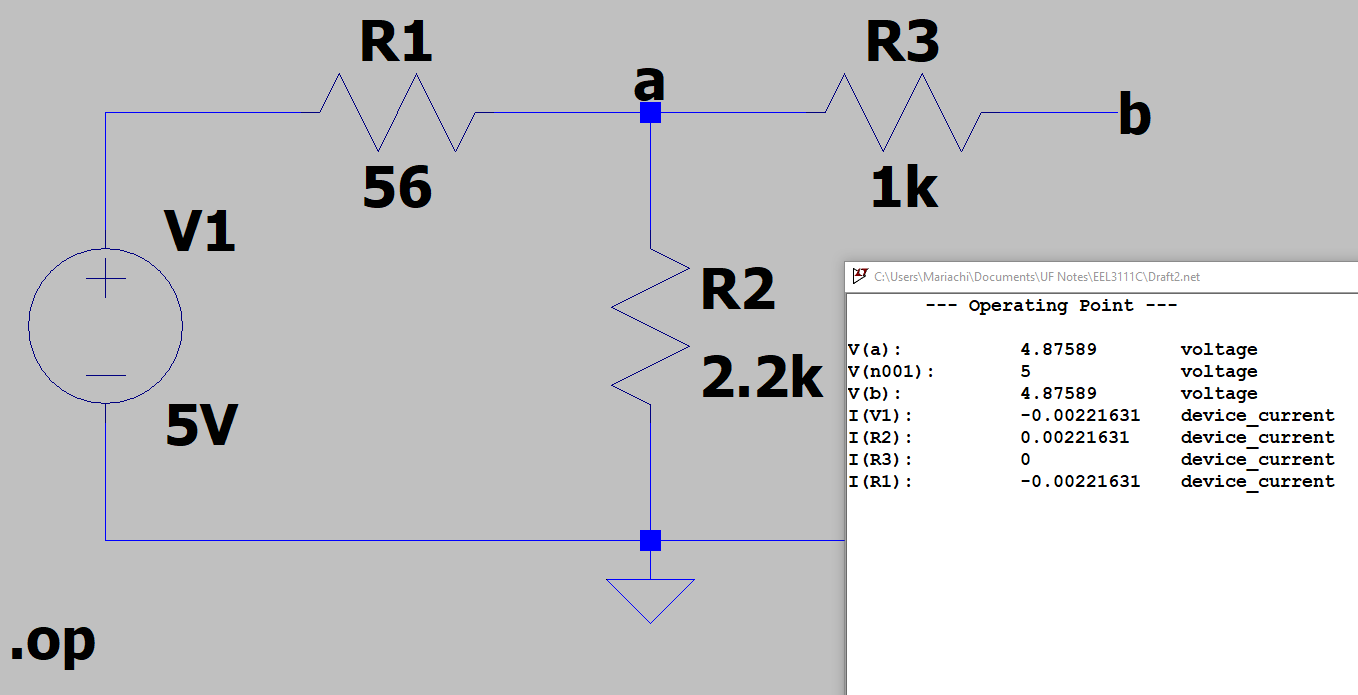 R1
R3
a
b
56
1k
V1
C:\Users\Mariachi\Documents\UF Notes\EEL3111C\Draft2.net
R2
--- Operating Point ---
V(a): 4.87589 voltage
V(n001): 5 voltage
2.2k
V(b): 4.87589 voltage
5V
I(V1): -0.00221631 device_current
I(R2): 0.00221631 device_current
I(R3): 0 device_current
I(R1): -0.00221631 device_current
.op